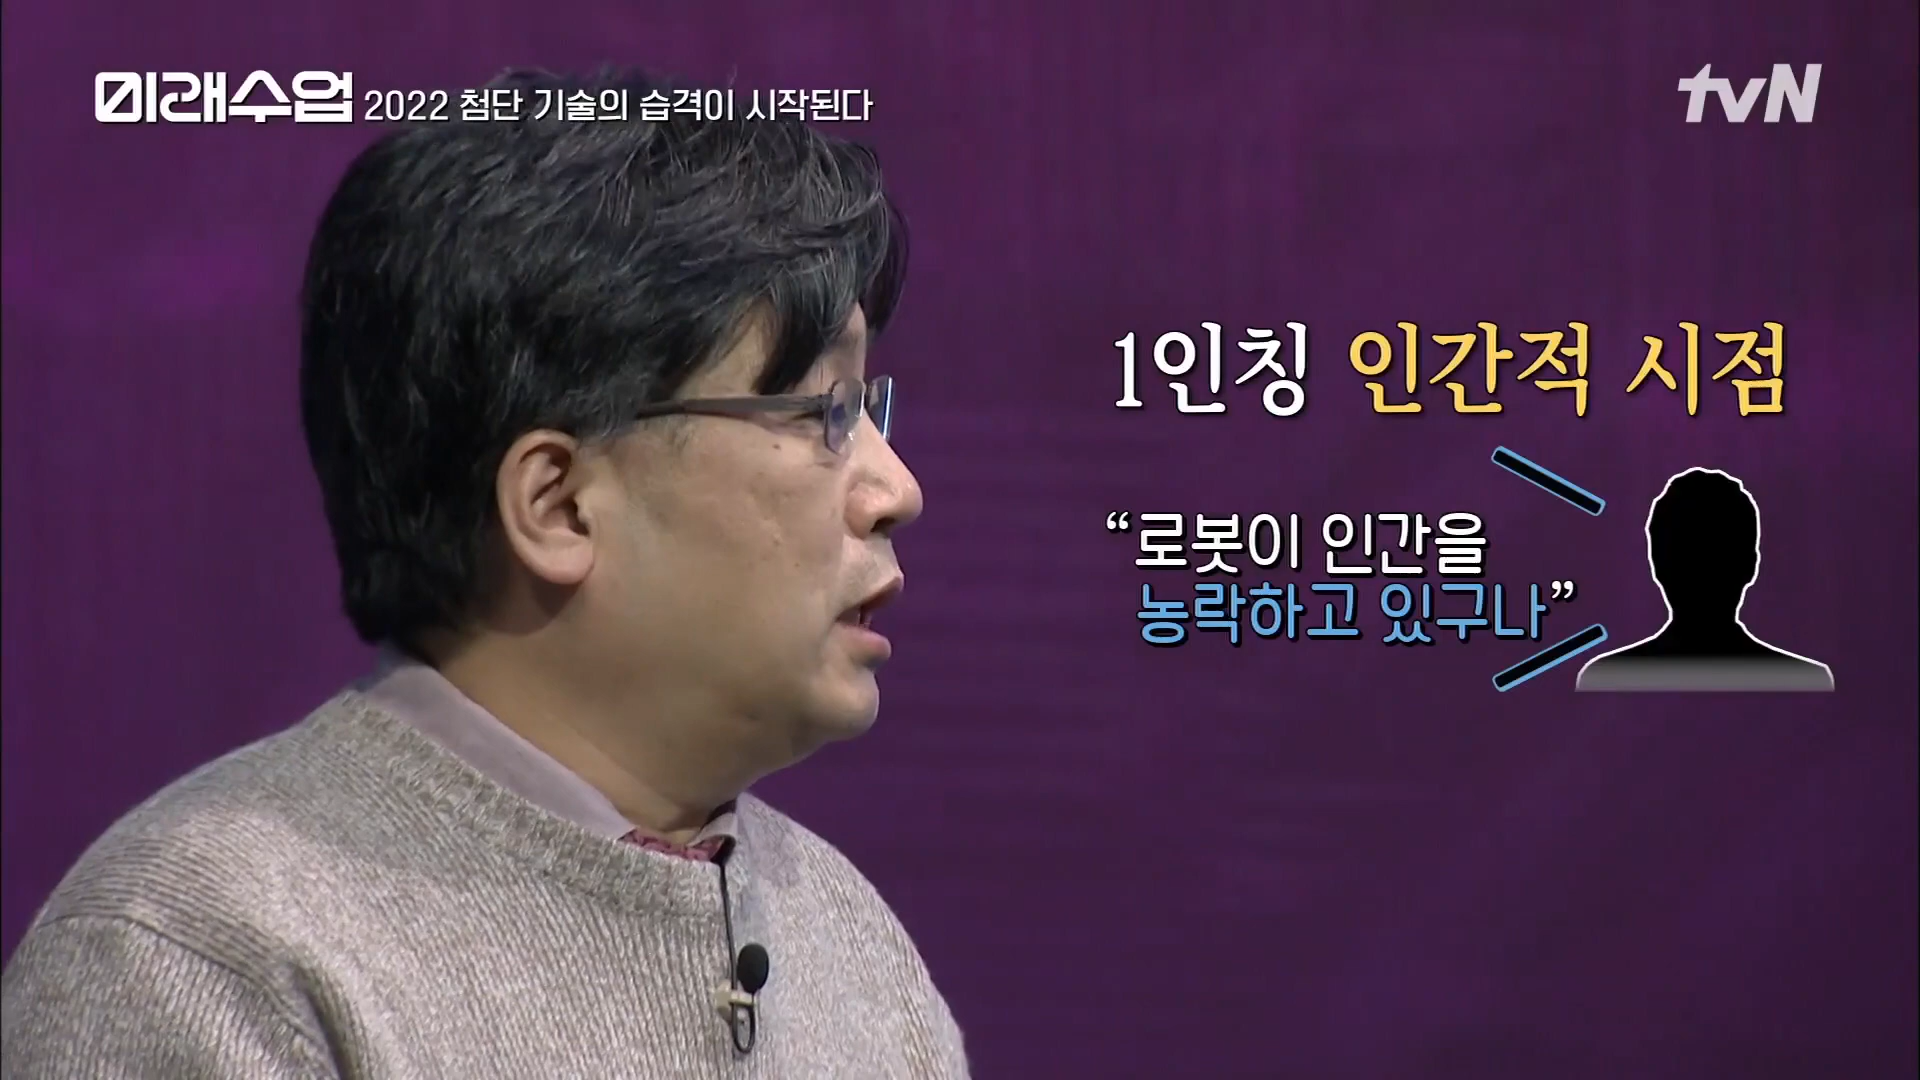 미래수업 2022 첨단 기술의 습격이 시작된다
tvN
1인칭 인간적 시점
“로봇이 인간을
농락하고 있구나”